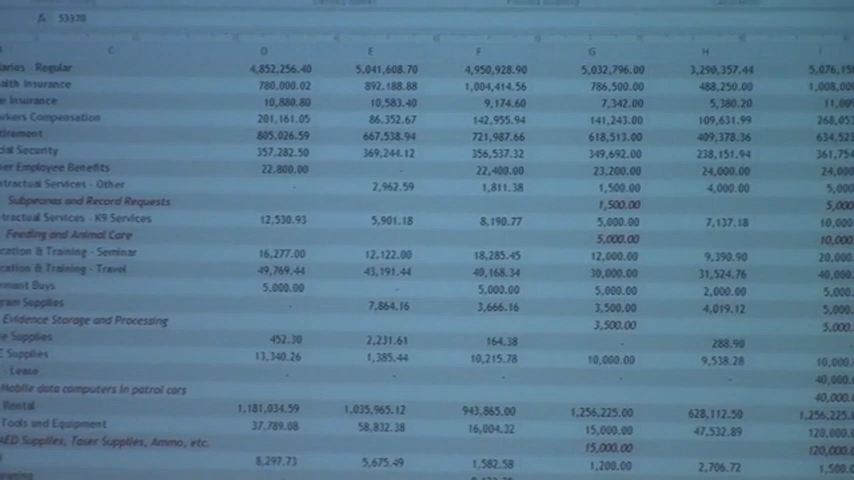 53370
C D E F G H I
Regular 4,852,256.40 5,041,608.70 4,950,928.90 5,032,796.00 3,290,357.44
Insurance 780,000.02 892,188.88 1,004,414.56 786,500.00 488,250.00
Insurance 10,880.80 10,583.40 9,174.60 7,342.00 5,380.20
Compensation 201,161.05 86,352.67 142,955.94 141,243.00 109,631.99
805,026.59 667,538.94 721,987.66 618,513.00 409,378.36
Security 357,282.50 369,244.12 356,537.32 349,692.00 238,151.94
Employee Benefits 22,800.00 - 22,400.00 23,200.00 24,000.00
Services - Other - 2,962.59 1,811.38 1,500.00 4,000.00
Subpoenas and Record Requests 1,500.00
Services - K9 Services 12,530.93 5,901.18 8,190.77 5,000.00 7,137.18
Feeding and Animal Care 5,000.00
& Training - Seminar 16,277.00 12,122.00 18,285.45 12,000.00 9,390.90
& Training - Travel 49,769.44 43,191.44 40,168.34 30,000.00 31,524.76
Buys 5,000.00 - 5,000.00 5,000.00 2,000.00
Supplies - 7,864.16 3,666.16 3,500.00 4,019.12
Evidence Storage and Processing 3,500.00
Supplies 452.30 2,231.61 164.38 - 288.90
Supplies 13,340.26 1,385.44 10,215.78 10,000.00 9,538.28
Lease - - - - -
Mobile data computers in patrol cars
Rental 1,181,034.59 1,035,965.12 943,865.00 1,256,225.00 628,112.50
Tools and Equipment 37,789.08 58,832.38 16,004.32 15,000.00 47,532.89
AED Supplies, Taser Supplies, Ammo, etc. 15,000.00
8,297.73 5,675.49 1,582.58 1,200.00 2,706.72